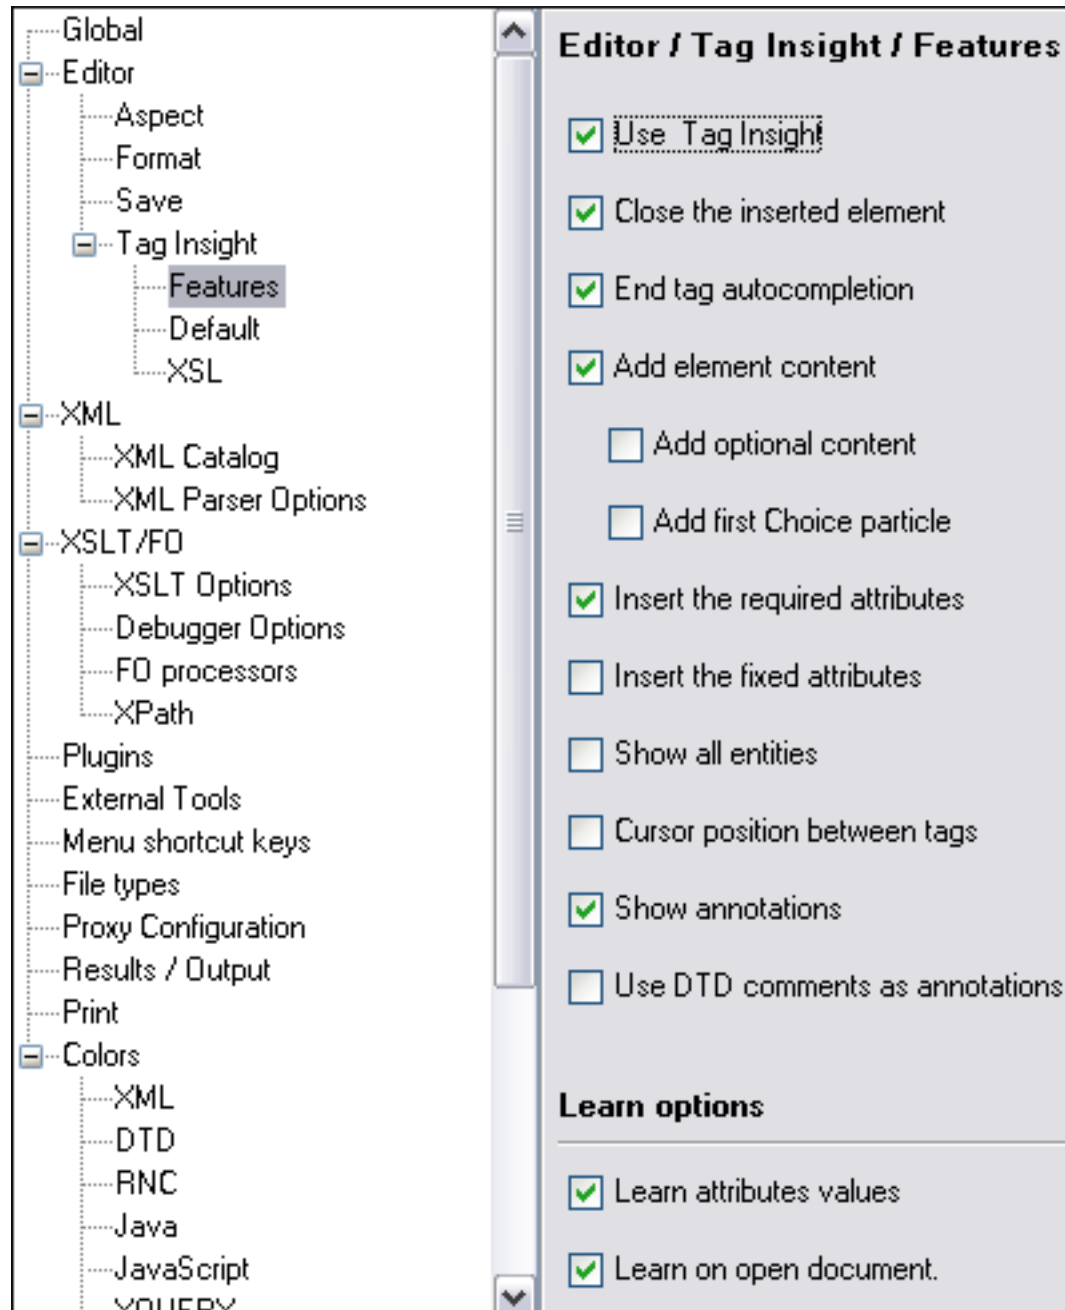 Global
Editor
Aspect
Format
Save
Tag Insight
Features
Default
XSL
XML
XML Catalog
XML Parser Options
XSLT/FO
XSLT Options
Debugger Options
FO processors
XPath
Plugins
External Tools
Menu shortcut keys
File types
Proxy Configuration
Results / Output
Print
Colors
XML
DTD
RNC
Java
JavaScript
XQUERY
Editor / Tag Insight / Features
Use Tag Insight
Close the inserted element
End tag autocompletion
Add element content
Add optional content
Add first Choice particle
Insert the required attributes
Insert the fixed attributes
Show all entities
Cursor position between tags
Show annotations
Use DTD comments as annotations
Learn options
Learn attributes values
Learn on open document.